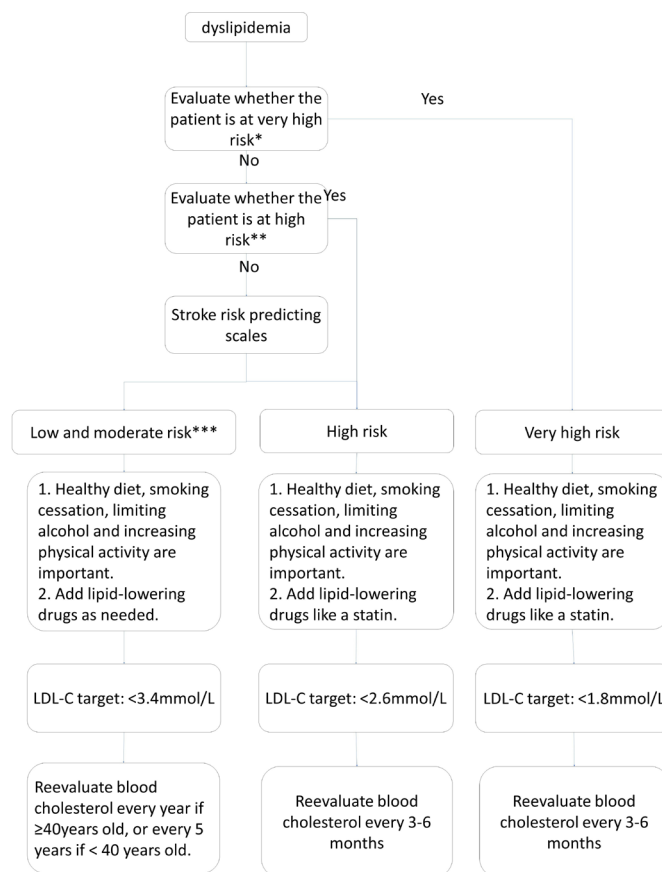 dyslipidemia
Evaluate whether the
patient is at very high
risk*
Yes
No
Evaluate whether the
patient is at high
risk**
Yes
No
Stroke risk predicting
scales
Low and moderate risk***
High risk
Very high risk
1. Healthy diet, smoking
cessation, limiting
alcohol and increasing
physical activity are
important.
2. Add lipid-lowering
drugs as needed.
1. Healthy diet, smoking
cessation, limiting
alcohol and increasing
physical activity are
important.
2. Add lipid-lowering
drugs like a statin.
1. Healthy diet, smoking
cessation, limiting
alcohol and increasing
physical activity are
important.
2. Add lipid-lowering
drugs like a statin.
LDL-C target: <3.4mmol/L
LDL-C target: <2.6mmol/L
LDL-C target: <1.8mmol/L
Reevaluate blood
cholesterol every year if
≥40years old, or every 5
years if < 40 years old.
Reevaluate blood
cholesterol every 3-6
months
Reevaluate blood
cholesterol every 3-6
months